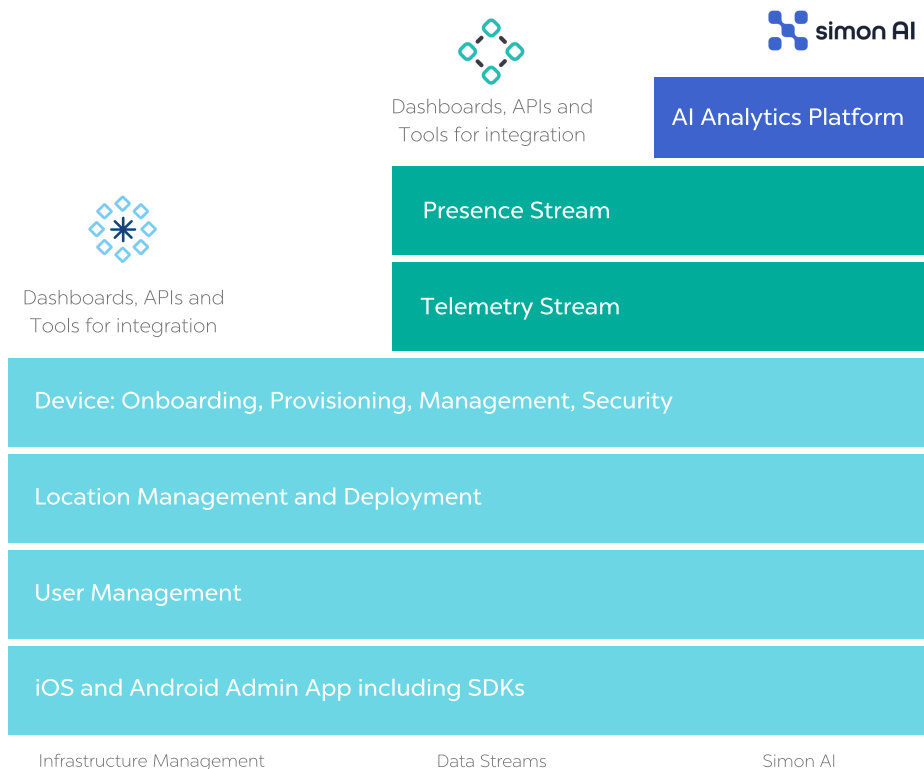 simon AI
Dashboards, APIs and
Tools for integration
AI Analytics Platform
Presence Stream
Dashboards, APIs and
Tools for integration
Telemetry Stream
Device: Onboarding, Provisioning, Management, Security
Location Management and Deployment
User Management
iOS and Android Admin App including SDKs
Infrastructure Management
Data Streams
Simon AI